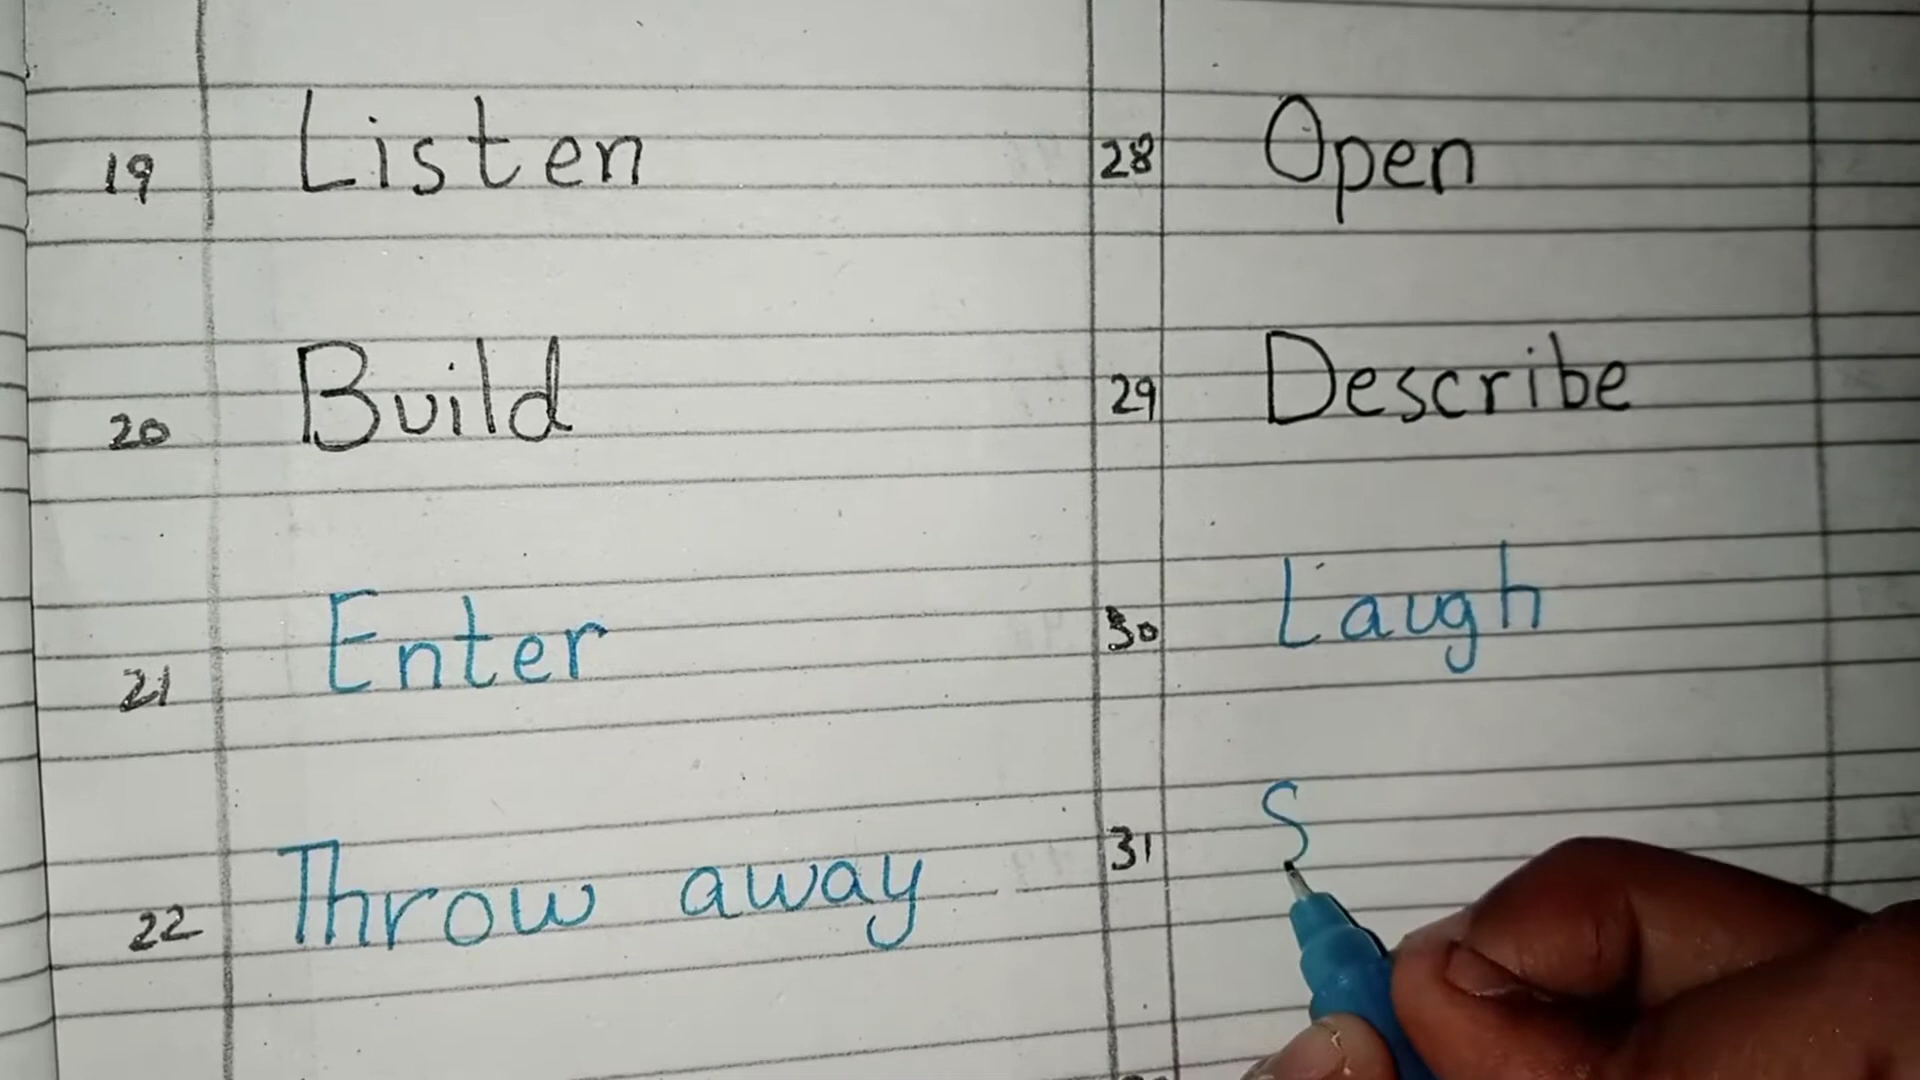 19 Listen
20 Build
21 Enter
22 Throw away
28 Open
29 Describe
30 Laugh
31 S